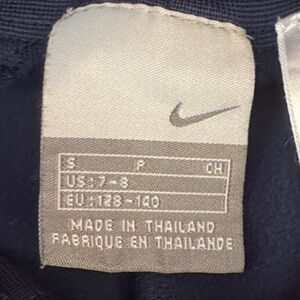 S P CH
US: 7-8
EU: 128-140
MADE IN THAILAND
FABRIQUE EN THAILANDE